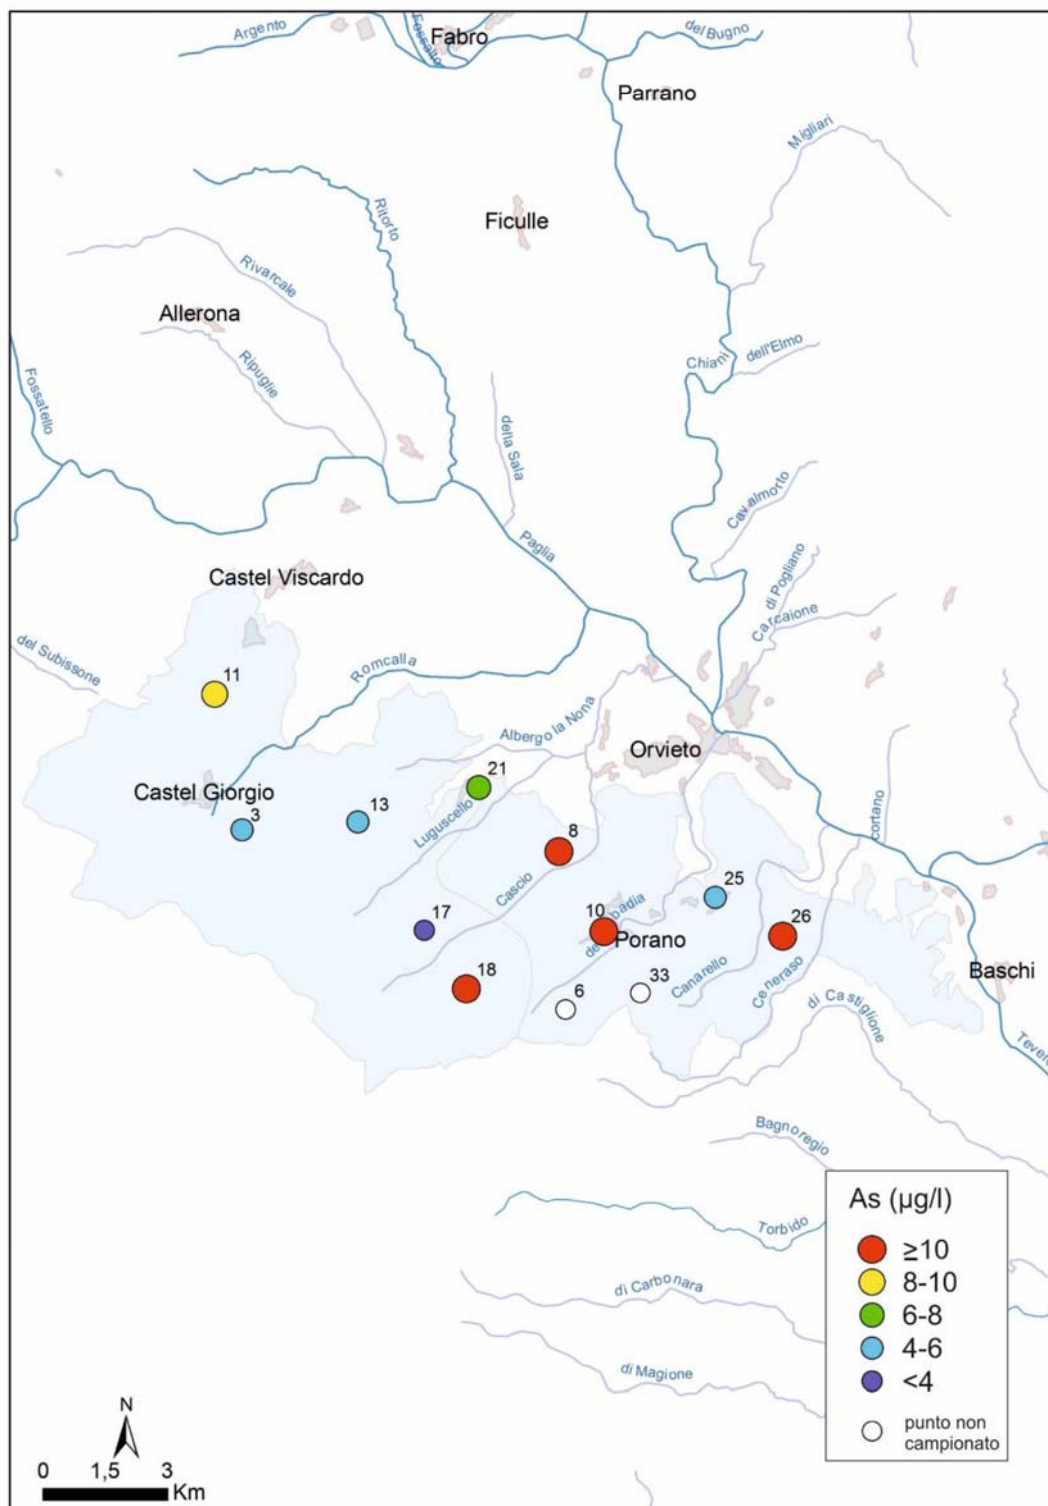 Argento
Fossalto
Fabro
del Bugno
Parrano
Migliari
Ritorto
Ficulle
Rivarcale
Allerona
Ripuglie
Chiani
dell'Elmo
Fossatello
della Sala
Cavalmorto
Paglia
di Pogliano
Castel Viscardo
Carcaione
del Subissone
Romcalla
11
Albergo la Nona
Orvieto
21
Castel Giorgio
13
3
Luguscello
8
cortano
Cascio
25
17
10
badia
26
Porano
Baschi
18
33
Canarello
Ceneraso
6
di Castiglione
Bagnoregio
As (µg/l)
Torbido
≥10
8-10
di Carbonara
6-8
4-6
di Magione
<4
punto non
campionato
N
0 1,5 3
Km